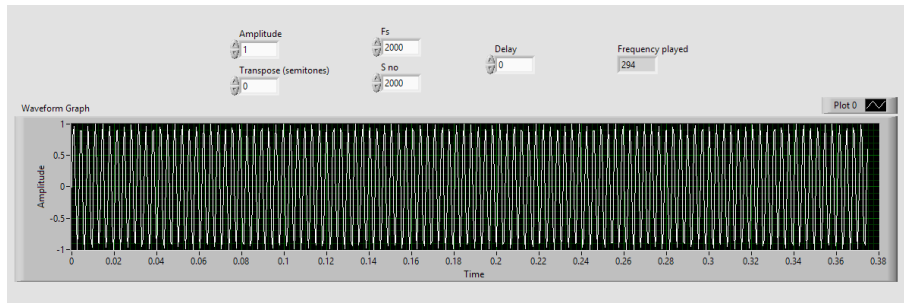 Amplitude
1
Fs
2000
Delay
0
Frequency played
294
Transpose (semitones)
0
S no
2000
Waveform Graph
Plot 0
Amplitude
1
0.5
0
-0.5
-1
0 0.02 0.04 0.06 0.08 0.1 0.12 0.14 0.16 0.18 0.2 0.22 0.24 0.26 0.28 0.3 0.32 0.34 0.36 0.38
Time